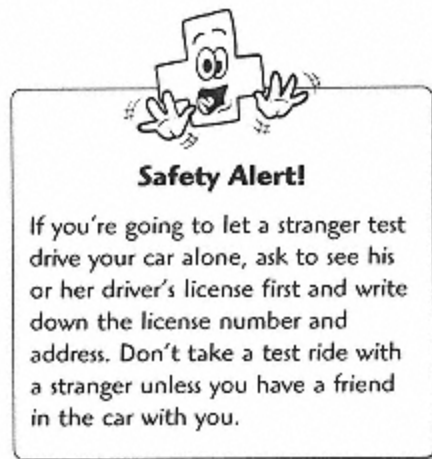 Safety Alert!
If you're going to let a stranger test
drive your car alone, ask to see his
or her driver's license first and write
down the license number and
address. Don't take a test ride with
a stranger unless you have a friend
in the car with you.